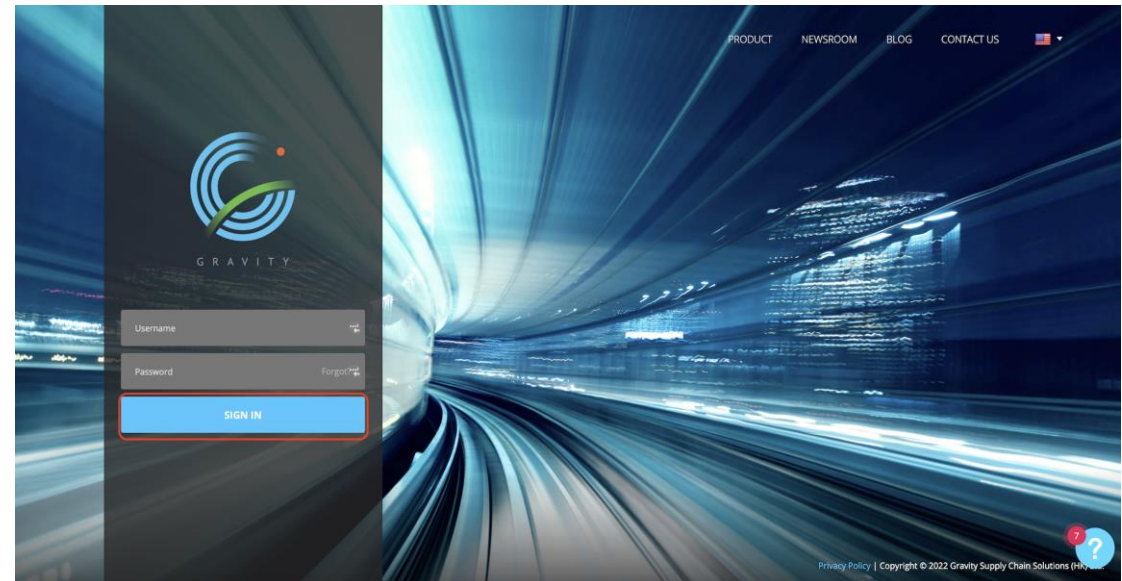 PRODUCT NEWSROOM BLOG CONTACT US
GRAVITY
Username
Password Forgot?
SIGN IN
7
?
Privacy Policy | Copyright © 2022 Gravity Supply Chain Solutions (HK)